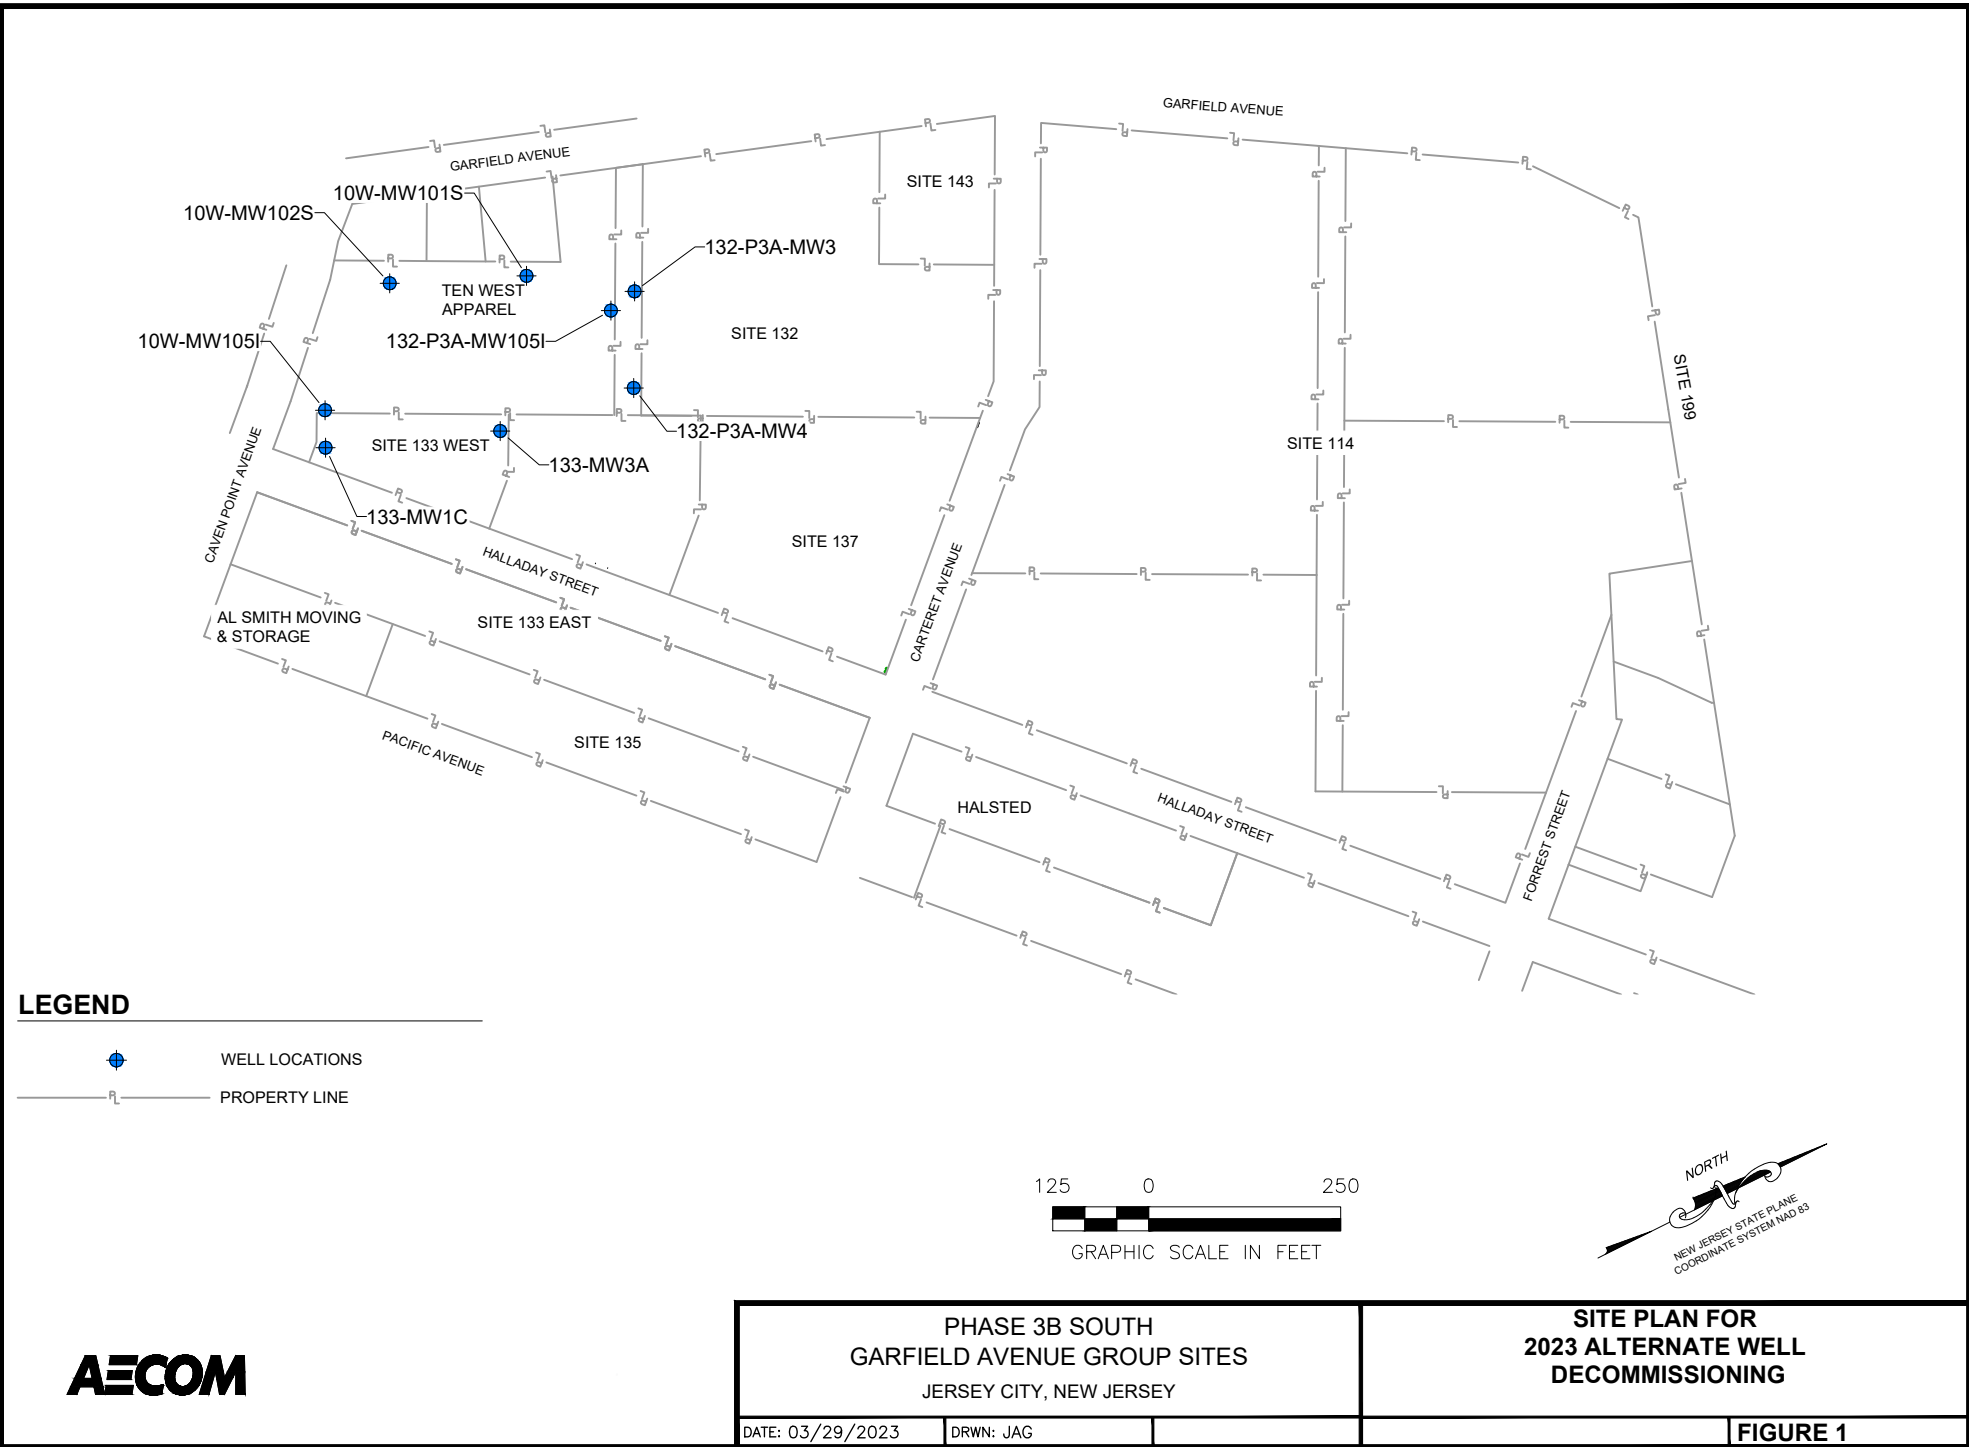 GARFIELD AVENUE
GARFIELD AVENUE
10W-MW101S
10W-MW102S
SITE 143
132-P3A-MW3
TEN WEST
APPAREL
132-P3A-MW105I
SITE 132
10W-MW105I
SITE 199
132-P3A-MW4
SITE 133 WEST
SITE 114
133-MW3A
CAVEN POINT AVENUE
133-MW1C
SITE 137
HALLADAY STREET
CARTERET AVENUE
AL SMITH MOVING
& STORAGE
SITE 133 EAST
PACIFIC AVENUE
SITE 135
HALSTED
HALLADAY STREET
FORREST STREET
LEGEND
WELL LOCATIONS
PL
PROPERTY LINE
125 0 250
GRAPHIC SCALE IN FEET
NORTH
N
NEW JERSEY STATE PLANE
COORDINATE SYSTEM NAD 83
AECOM
PHASE 3B SOUTH
GARFIELD AVENUE GROUP SITES
JERSEY CITY, NEW JERSEY
SITE PLAN FOR
2023 ALTERNATE WELL
DECOMMISSIONING
DATE: 03/29/2023
DRWN: JAG
FIGURE 1